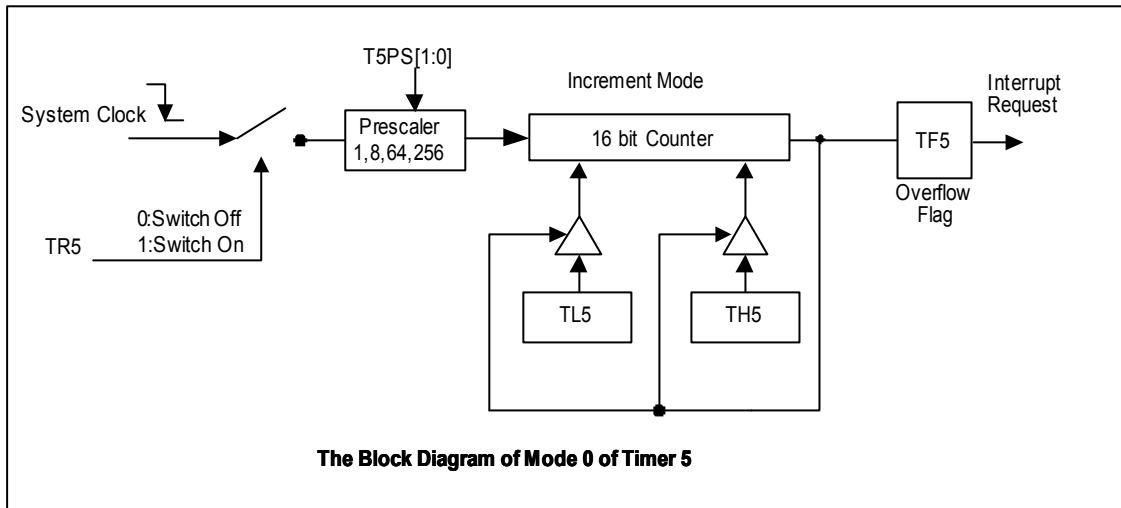 T5PS[1:0]
Increment Mode
Interrupt
Request
System Clock
Prescaler
1,8,64,256
16 bit Counter
TF5
Overflow
Flag
0:Switch Off
1:Switch On
TR5
TL5
TH5
The Block Diagram of Mode 0 of Timer 5